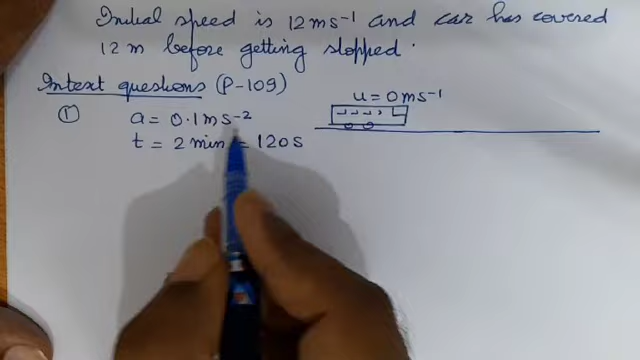 Initial speed is 12 ms⁻¹ and car has covered
12 m before getting stopped.
Intext questions (P-109)
① a = 0.1 ms⁻² u = 0 ms⁻¹
t = 2 min = 120 s